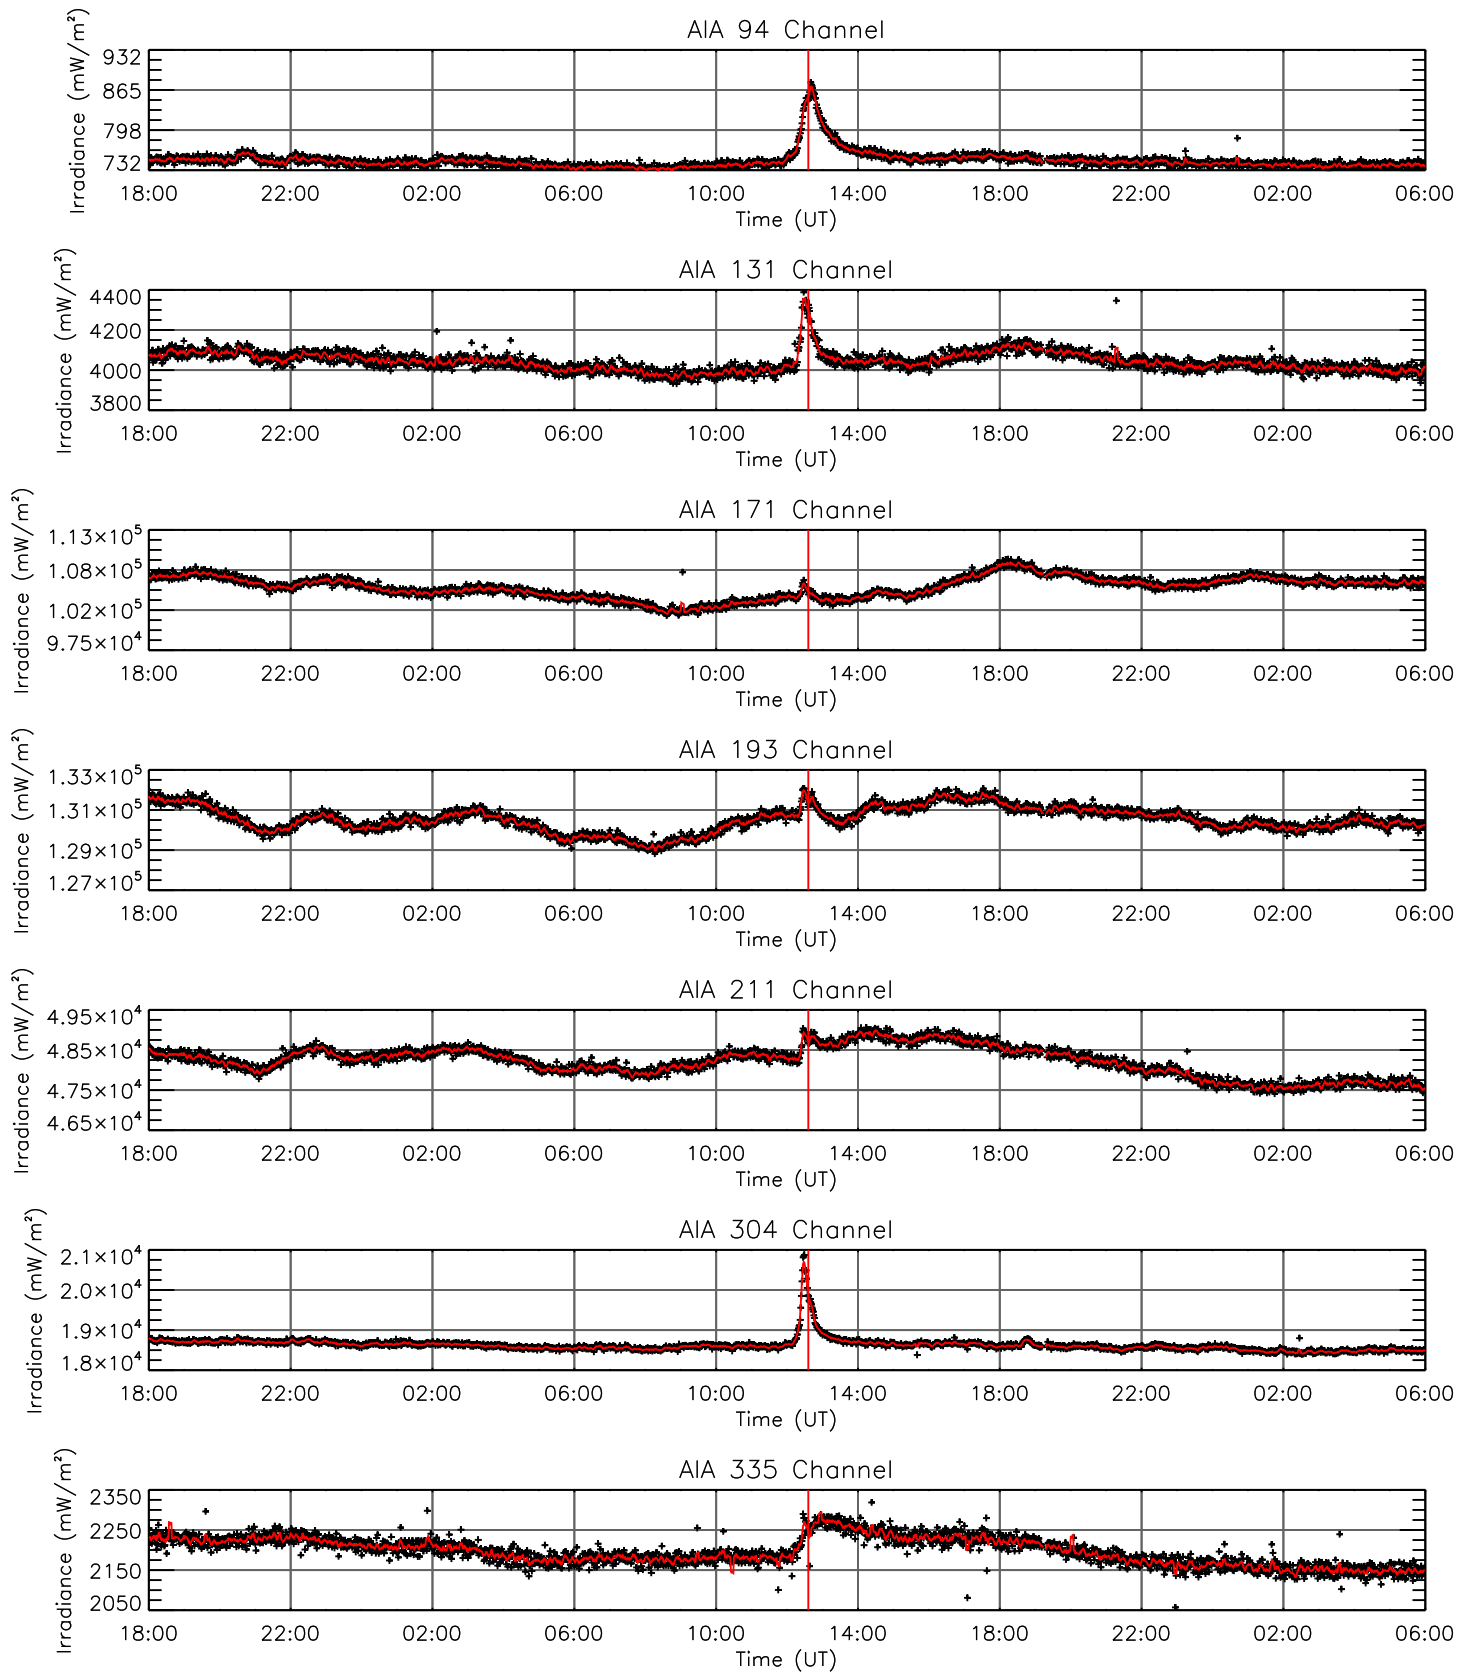 AIA 94 Channel
Irradiance (mW/m²)
932
865
798
732
18:00 22:00 02:00 06:00 10:00 14:00 18:00 22:00 02:00 06:00
Time (UT)
AIA 131 Channel
Irradiance (mW/m²)
4400
4200
4000
3800
18:00 22:00 02:00 06:00 10:00 14:00 18:00 22:00 02:00 06:00
Time (UT)
AIA 171 Channel
Irradiance (mW/m²)
1.13×10⁵
1.08×10⁵
1.02×10⁵
9.75×10⁴
18:00 22:00 02:00 06:00 10:00 14:00 18:00 22:00 02:00 06:00
Time (UT)
AIA 193 Channel
Irradiance (mW/m²)
1.33×10⁵
1.31×10⁵
1.29×10⁵
1.27×10⁵
18:00 22:00 02:00 06:00 10:00 14:00 18:00 22:00 02:00 06:00
Time (UT)
AIA 211 Channel
Irradiance (mW/m²)
4.95×10⁴
4.85×10⁴
4.75×10⁴
4.65×10⁴
18:00 22:00 02:00 06:00 10:00 14:00 18:00 22:00 02:00 06:00
Time (UT)
AIA 304 Channel
Irradiance (mW/m²)
2.1×10⁴
2.0×10⁴
1.9×10⁴
1.8×10⁴
18:00 22:00 02:00 06:00 10:00 14:00 18:00 22:00 02:00 06:00
Time (UT)
AIA 335 Channel
Irradiance (mW/m²)
2350
2250
2150
2050
18:00 22:00 02:00 06:00 10:00 14:00 18:00 22:00 02:00 06:00
Time (UT)